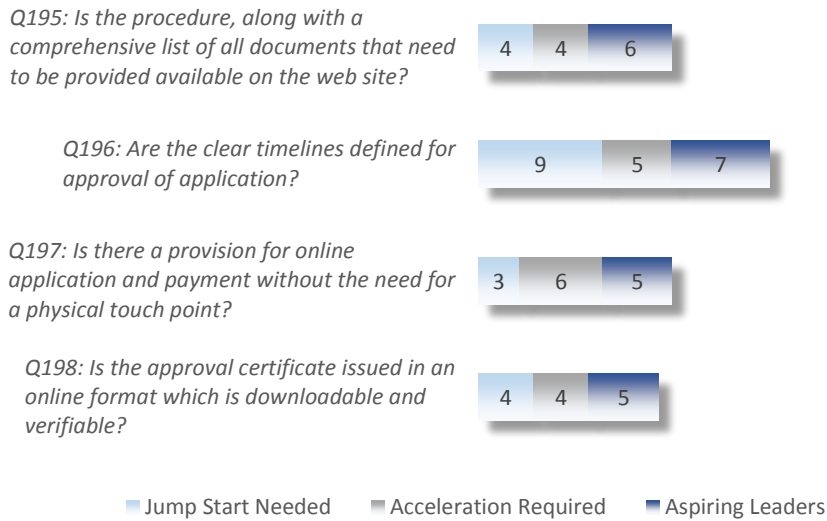 Q195: Is the procedure, along with a
comprehensive list of all documents that need
to be provided available on the web site?
4 4 6
Q196: Are the clear timelines defined for
approval of application?
9 5 7
Q197: Is there a provision for online
application and payment without the need for
a physical touch point?
3 6 5
Q198: Is the approval certificate issued in an
online format which is downloadable and
verifiable?
4 4 5
Jump Start Needed Acceleration Required Aspiring Leaders